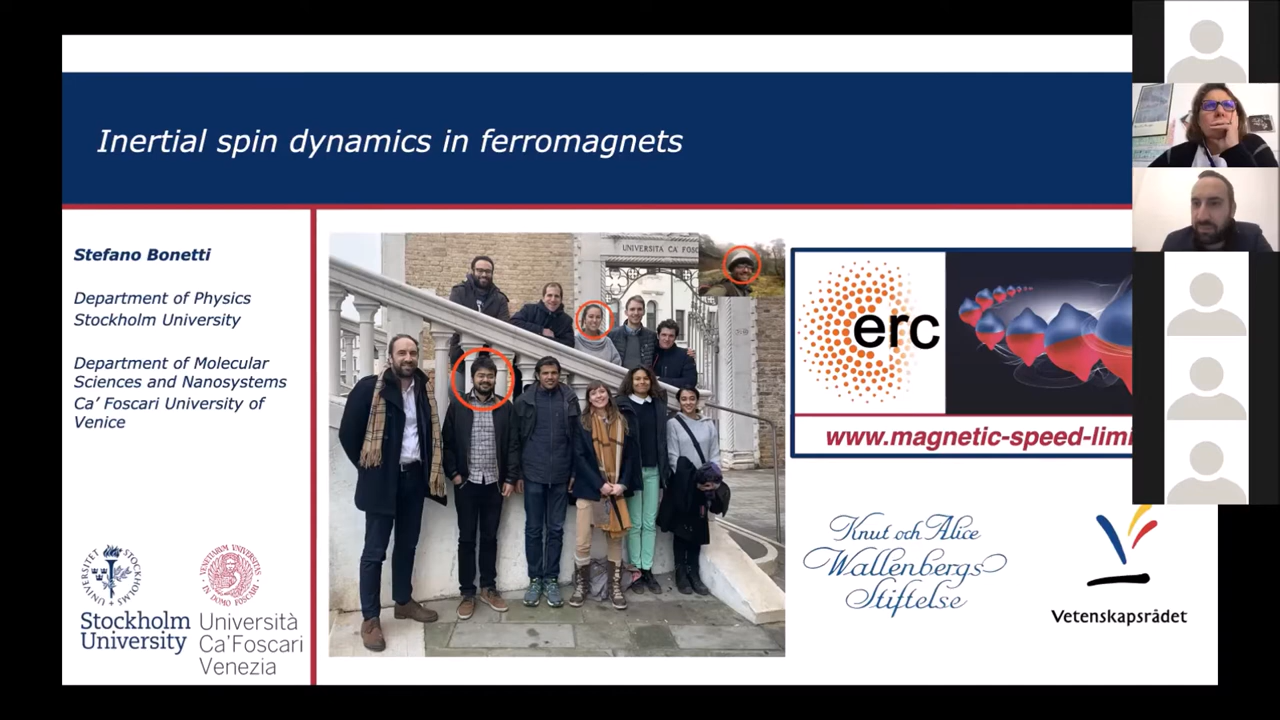 Inertial spin dynamics in ferromagnets
Stefano Bonetti
Department of Physics
Stockholm University
Department of Molecular
Sciences and Nanosystems
Ca’ Foscari University of
Venice
Stockholm
University
Università
Ca'Foscari
Venezia
UNIVERSITA CA' FOSC
erc
www.magnetic-speed-limi
Knut och Alice
Wallenbergs
Stiftelse
Vetenskapsrådet